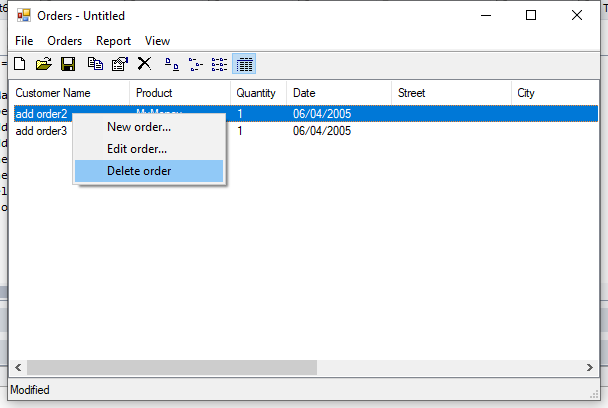 Orders - Untitled
File Orders Report View
Customer Name Product Quantity Date Street City
add order2 MyMoney 1 06/04/2005
add order3 1 06/04/2005
New order...
Edit order...
Delete order
Modified